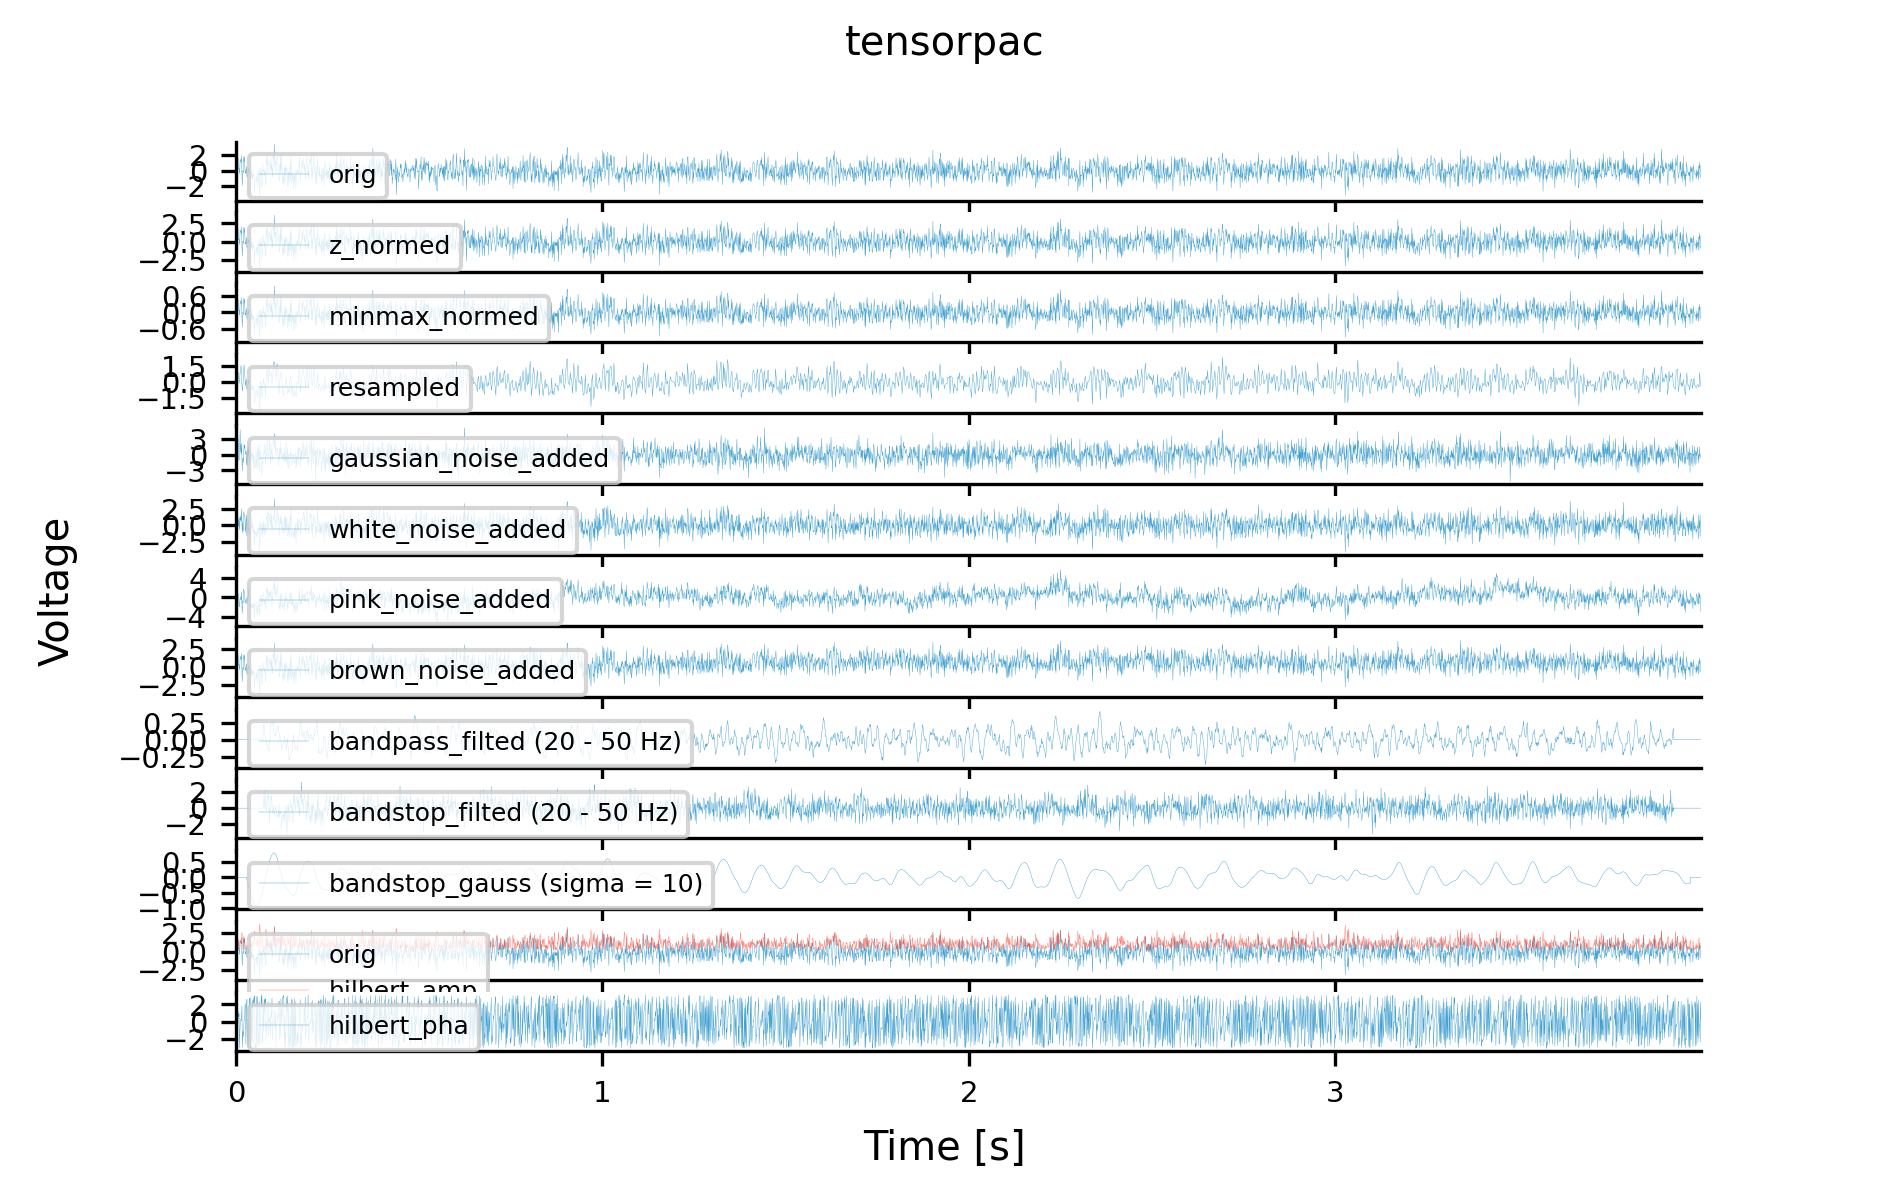 tensorpac
Voltage
2
0
−2
orig
2.5
0.0
−2.5
z_normed
0.6
0.0
−0.6
minmax_normed
1.5
0.0
−1.5
resampled
3
0
−3
gaussian_noise_added
2.5
0.0
−2.5
white_noise_added
4
0
−4
pink_noise_added
2.5
0.0
−2.5
brown_noise_added
0.25
0.00
−0.25
bandpass_filted (20 - 50 Hz)
2
0
−2
bandstop_filted (20 - 50 Hz)
0.5
0.0
−0.5
−1.0
bandstop_gauss (sigma = 10)
2.5
0.0
−2.5
orig
hilbert_amp
2
0
−2
hilbert_pha
0 1 2 3
Time [s]